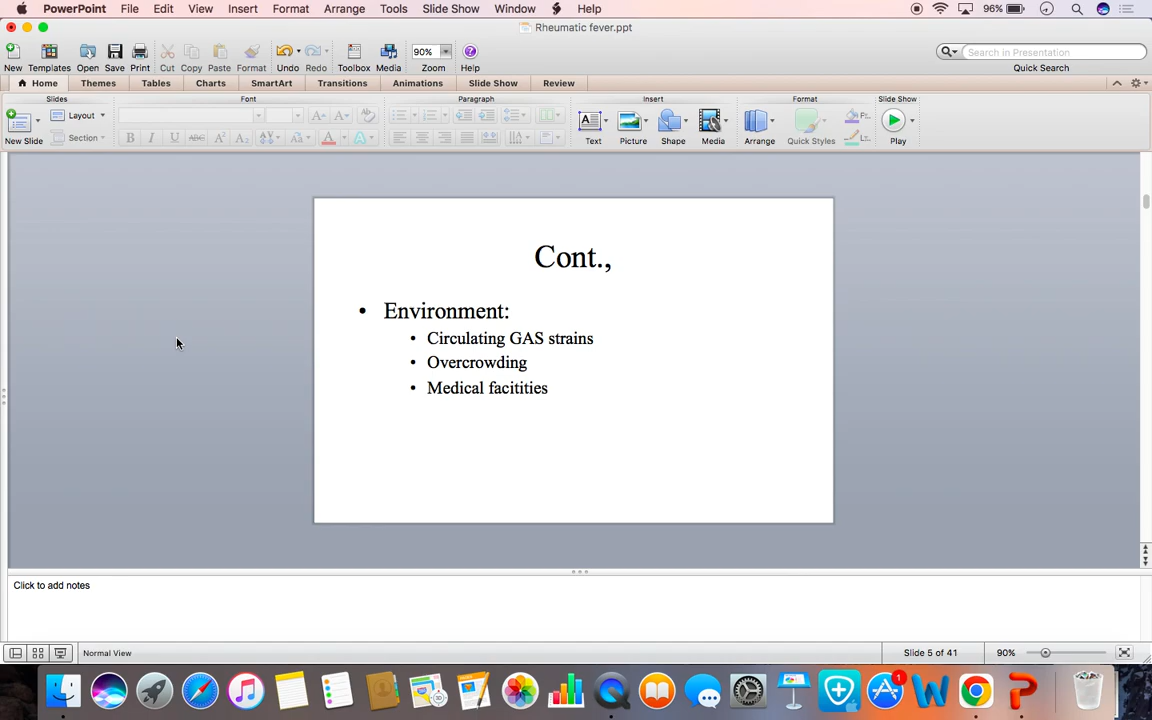 PowerPoint File Edit View Insert Format Arrange Tools Slide Show Window Help 96%
Rheumatic fever.ppt
90% Search in Presentation
New Templates Open Save Print Cut Copy Paste Format Undo Redo Toolbox Media Zoom Help Quick Search
Home Themes Tables Charts SmartArt Transitions Animations Slide Show Review
Slides Font Paragraph Insert Format Slide Show
Layout
Section
New Slide Text Picture Shape Media Arrange Quick Styles Play
Cont.,
• Environment:
• Circulating GAS strains
• Overcrowding
• Medical facitities
Click to add notes
Normal View Slide 5 of 41 90%